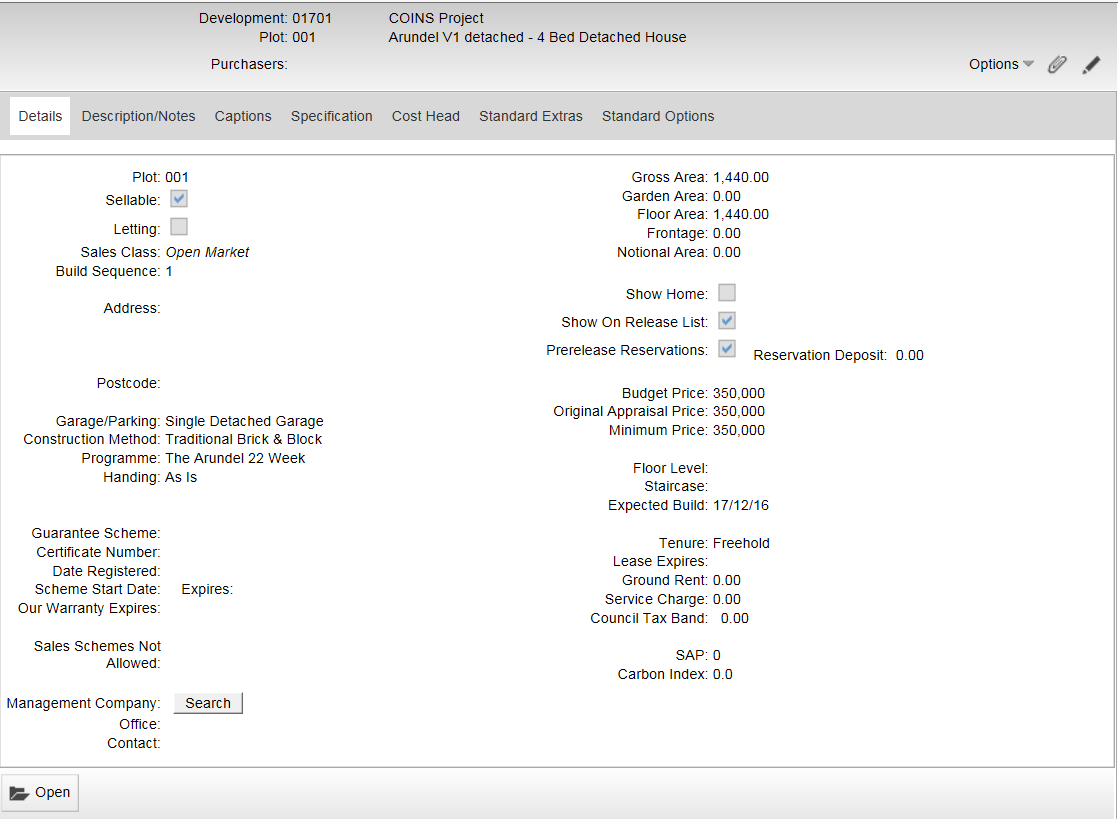 Development: 01701 COINS Project
Plot: 001 Arundel V1 detached - 4 Bed Detached House
Purchasers:
Options
Details Description/Notes Captions Specification Cost Head Standard Extras Standard Options
Plot: 001
Sellable:
Letting:
Sales Class: Open Market
Build Sequence: 1
Address:
Postcode:
Garage/Parking: Single Detached Garage
Construction Method: Traditional Brick & Block
Programme: The Arundel 22 Week
Handing: As Is
Guarantee Scheme:
Certificate Number:
Date Registered:
Scheme Start Date: Expires:
Our Warranty Expires:
Sales Schemes Not
Allowed:
Management Company: Search
Office:
Contact:
Gross Area: 1,440.00
Garden Area: 0.00
Floor Area: 1,440.00
Frontage: 0.00
Notional Area: 0.00
Show Home:
Show On Release List:
Prerelease Reservations: Reservation Deposit: 0.00
Budget Price: 350,000
Original Appraisal Price: 350,000
Minimum Price: 350,000
Floor Level:
Staircase:
Expected Build: 17/12/16
Tenure: Freehold
Lease Expires:
Ground Rent: 0.00
Service Charge: 0.00
Council Tax Band: 0.00
SAP: 0
Carbon Index: 0.0
Open